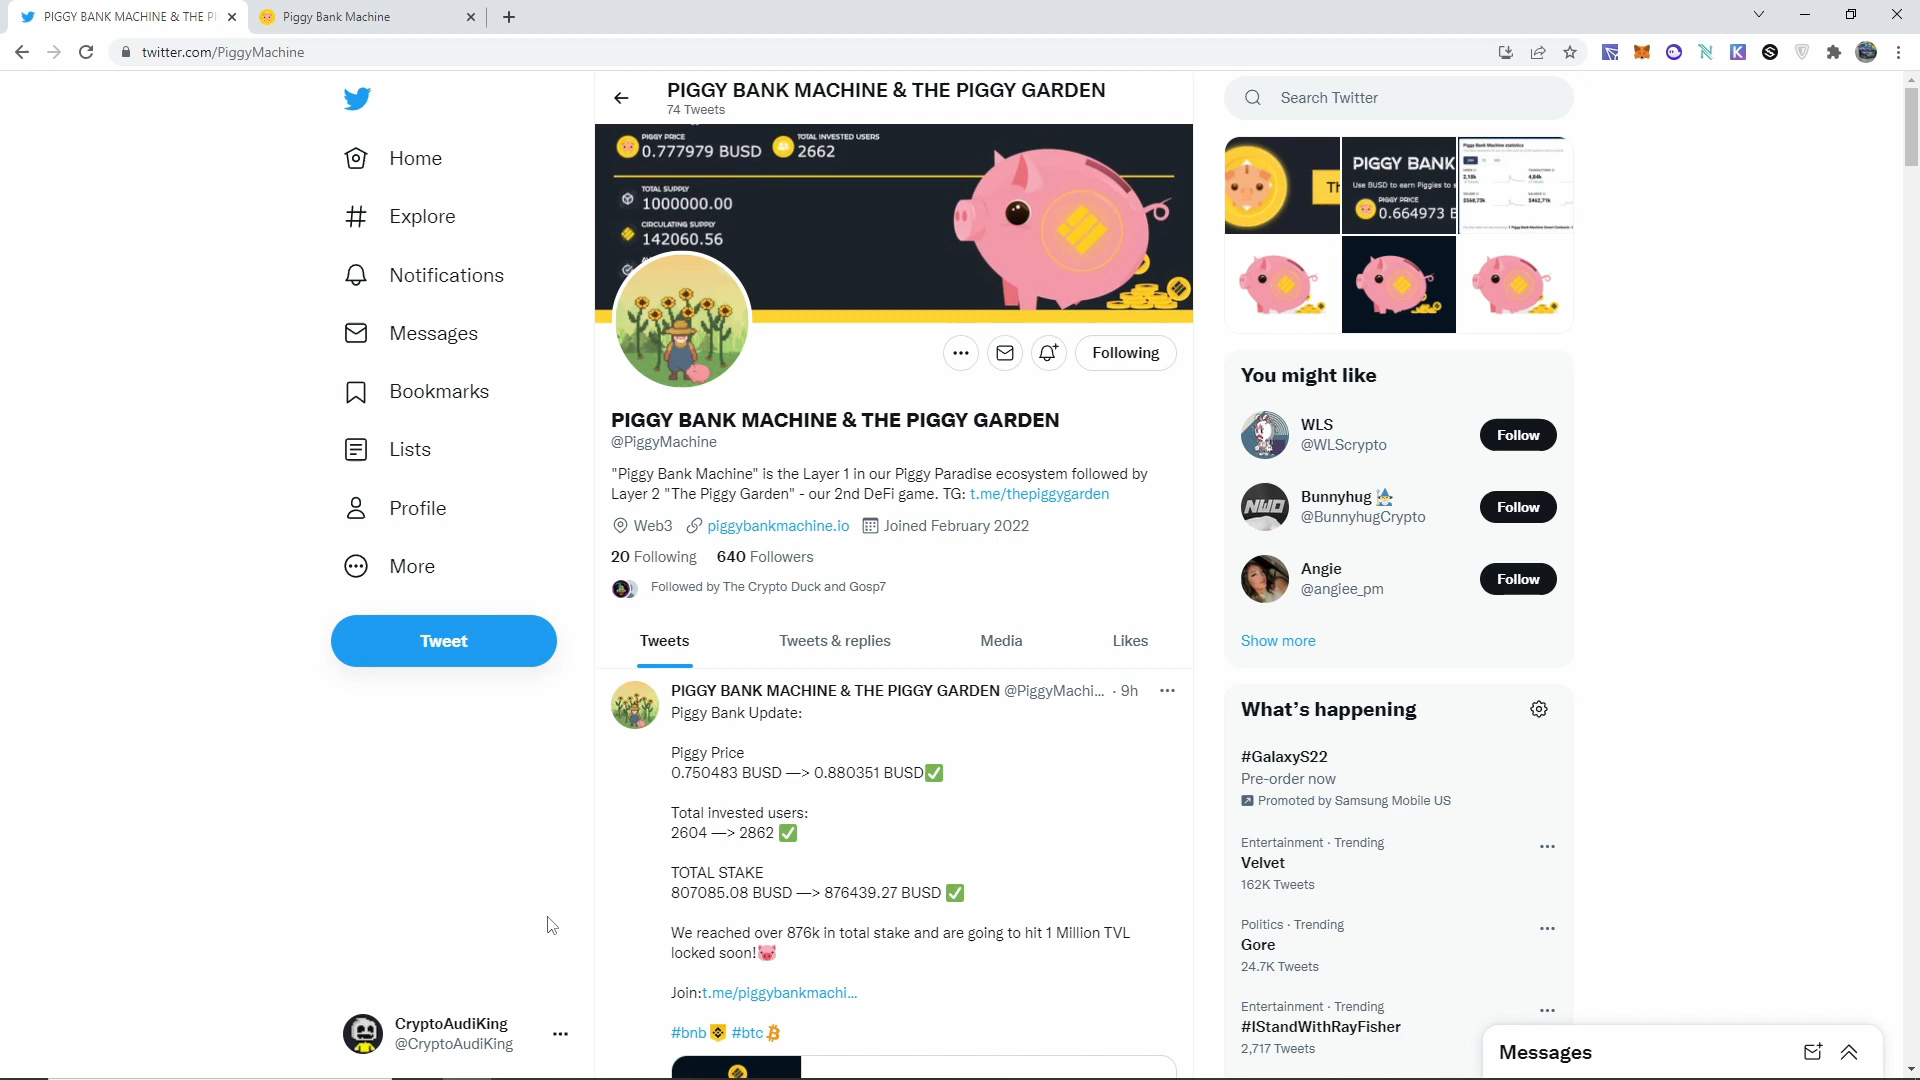 PIGGY BANK MACHINE & THE PI
Piggy Bank Machine
twitter.com/PiggyMachine
Home
Explore
Notifications
Messages
Bookmarks
Lists
Profile
More
Tweet
CryptoAudiKing
@CryptoAudiKing
PIGGY BANK MACHINE & THE PIGGY GARDEN
74 Tweets
PIGGY PRICE
0.777979 BUSD
TOTAL INVESTED USERS
2662
TOTAL SUPPLY
1000000.00
CIRCULATING SUPPLY
142060.56
Following
PIGGY BANK MACHINE & THE PIGGY GARDEN
@PiggyMachine
"Piggy Bank Machine" is the Layer 1 in our Piggy Paradise ecosystem followed by
Layer 2 "The Piggy Garden" - our 2nd DeFi game. TG: t.me/thepiggygarden
Web3 piggybankmachine.io Joined February 2022
20 Following 640 Followers
Followed by The Crypto Duck and Gosp7
Tweets Tweets & replies Media Likes
PIGGY BANK MACHINE & THE PIGGY GARDEN @PiggyMachi... · 9h
Piggy Bank Update:
Piggy Price
0.750483 BUSD —> 0.880351 BUSD✅
Total invested users:
2604 —> 2862 ✅
TOTAL STAKE
807085.08 BUSD —> 876439.27 BUSD ✅
We reached over 876k in total stake and are going to hit 1 Million TVL
locked soon!🐷
Join:t.me/piggybankmachi...
#bnb #btc
Search Twitter
Th
PIGGY BANK
Use BUSD to earn Piggies to s
PIGGY PRICE
0.664973 B
Piggy Bank Machine statistics
You might like
WLS
@WLScrypto
Follow
NWO
Bunnyhug
@BunnyhugCrypto
Follow
Angie
@angiee_pm
Follow
Show more
What's happening
#GalaxyS22
Pre-order now
Promoted by Samsung Mobile US
Entertainment · Trending
Velvet
162K Tweets
Politics · Trending
Gore
24.7K Tweets
Entertainment · Trending
#IStandWithRayFisher
2,717 Tweets
Messages